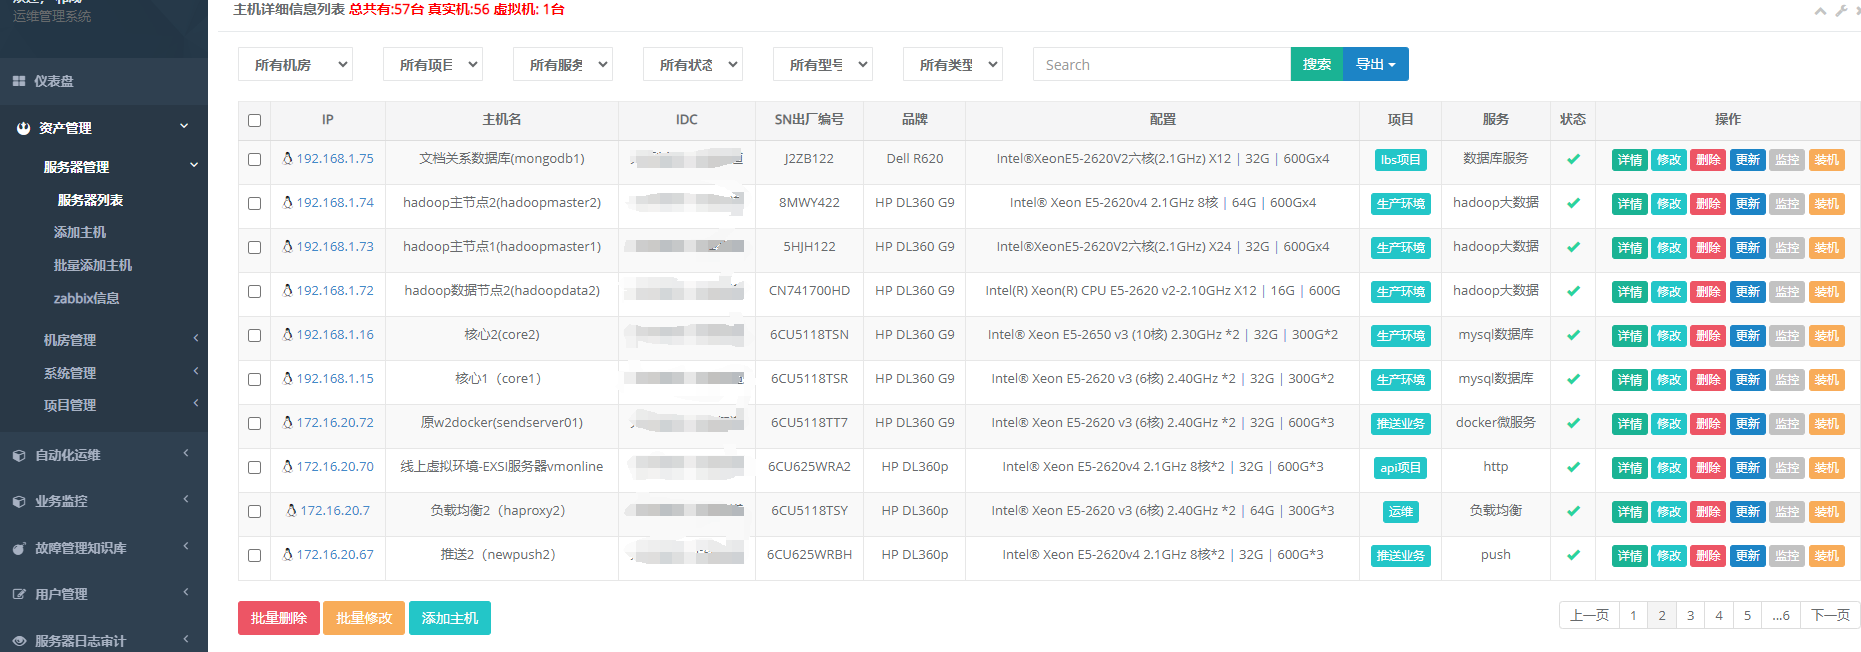 运维管理系统
仪表盘
资产管理
服务器管理
服务器列表
添加主机
批量添加主机
zabbix信息
机房管理
系统管理
项目管理
自动化运维
业务监控
故障管理知识库
用户管理
服务器日志审计
主机详细信息列表 总共有:57台 真实机:56 虚拟机: 1台
所有机房 所有项目 所有服务 所有状态 所有型号 所有类型 Search 搜索 导出
IP 主机名 IDC SN出厂编号 品牌 配置 项目 服务 状态 操作
192.168.1.75 文档关系数据库(mongodb1) J2ZB122 Dell R620 Intel®XeonE5-2620V2六核(2.1GHz) X12 | 32G | 600Gx4 lbs项目 数据库服务 详情 修改 删除 更新 监控 装机
192.168.1.74 hadoop主节点2(hadoopmaster2) 8MWY422 HP DL360 G9 Intel® Xeon E5-2620v4 2.1GHz 8核 | 64G | 600Gx4 生产环境 hadoop大数据 详情 修改 删除 更新 监控 装机
192.168.1.73 hadoop主节点1(hadoopmaster1) 5HJH122 HP DL360 G9 Intel®XeonE5-2620V2六核(2.1GHz) X24 | 32G | 600Gx4 生产环境 hadoop大数据 详情 修改 删除 更新 监控 装机
192.168.1.72 hadoop数据节点2(hadoopdata2) CN741700HD HP DL360 G9 Intel(R) Xeon(R) CPU E5-2620 v2-2.10GHz X12 | 16G | 600G 生产环境 hadoop大数据 详情 修改 删除 更新 监控 装机
192.168.1.16 核心2(core2) 6CU5118TSN HP DL360 G9 Intel® Xeon E5-2650 v3 (10核) 2.30GHz *2 | 32G | 300G*2 生产环境 mysql数据库 详情 修改 删除 更新 监控 装机
192.168.1.15 核心1（core1） 6CU5118TSR HP DL360 G9 Intel® Xeon E5-2620 v3 (6核) 2.40GHz *2 | 32G | 300G*2 生产环境 mysql数据库 详情 修改 删除 更新 监控 装机
172.16.20.72 原w2docker(sendserver01) 6CU5118TT7 HP DL360 G9 Intel® Xeon E5-2620 v3 (6核) 2.40GHz *2 | 32G | 600G*3 推送业务 docker微服务 详情 修改 删除 更新 监控 装机
172.16.20.70 线上虚拟环境-EXSI服务器vmonline 6CU625WRA2 HP DL360p Intel® Xeon E5-2620v4 2.1GHz 8核*2 | 32G | 600G*3 api项目 http 详情 修改 删除 更新 监控 装机
172.16.20.7 负载均衡2（haproxy2） 6CU5118TSY HP DL360p Intel® Xeon E5-2620 v3 (6核) 2.40GHz *2 | 64G | 300G*3 运维 负载均衡 详情 修改 删除 更新 监控 装机
172.16.20.67 推送2（newpush2） 6CU625WRBH HP DL360p Intel® Xeon E5-2620v4 2.1GHz 8核*2 | 32G | 600G*3 推送业务 push 详情 修改 删除 更新 监控 装机
批量删除 批量修改 添加主机
上一页 1 2 3 4 5 ...6 下一页